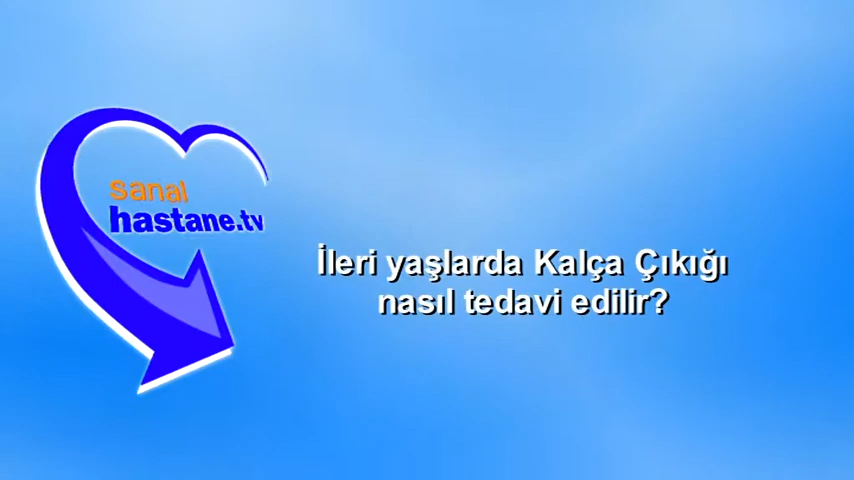 sanal
hastane.tv
İleri yaşlarda Kalça Çıkığı
nasıl tedavi edilir?